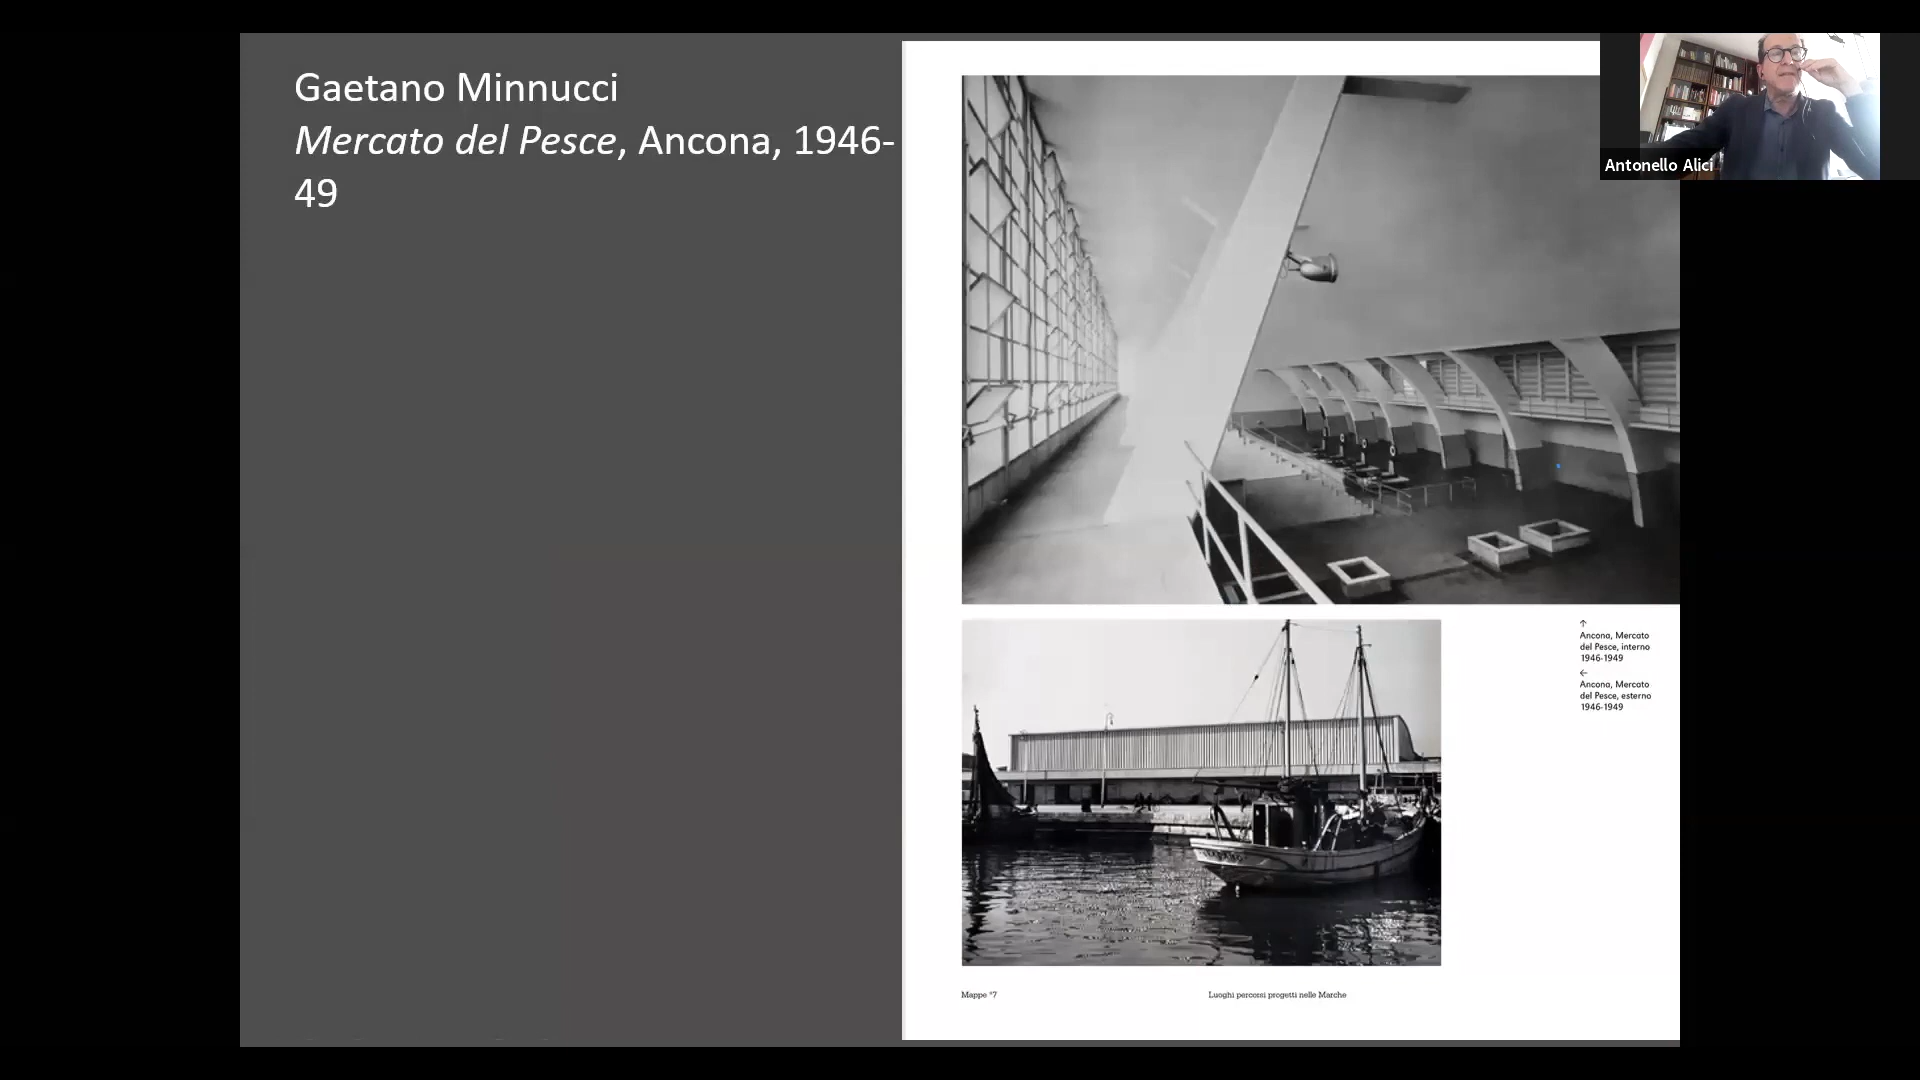 Gaetano Minnucci
Mercato del Pesce, Ancona, 1946-
49
Antonello Alici
↑
Ancona, Mercato
del Pesce, interno
1946-1949
←
Ancona, Mercato
del Pesce, esterno
1946-1949
Mappe °7
Luoghi percorsi progetti nelle Marche